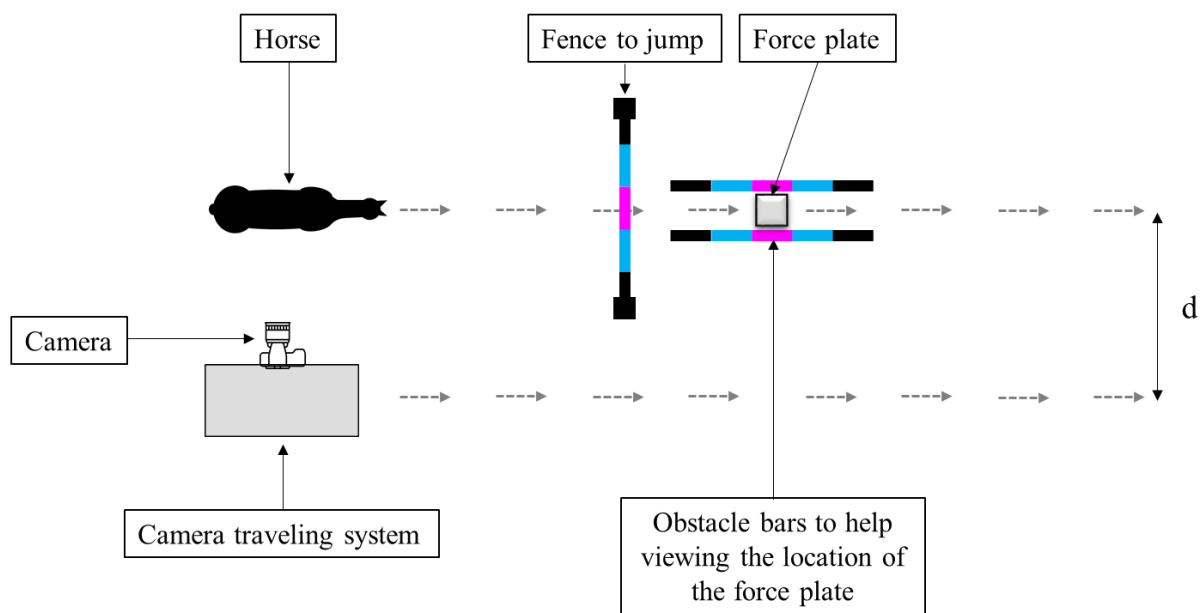 Horse
Fence to jump
Force plate
Camera
d
Camera traveling system
Obstacle bars to help
viewing the location of
the force plate